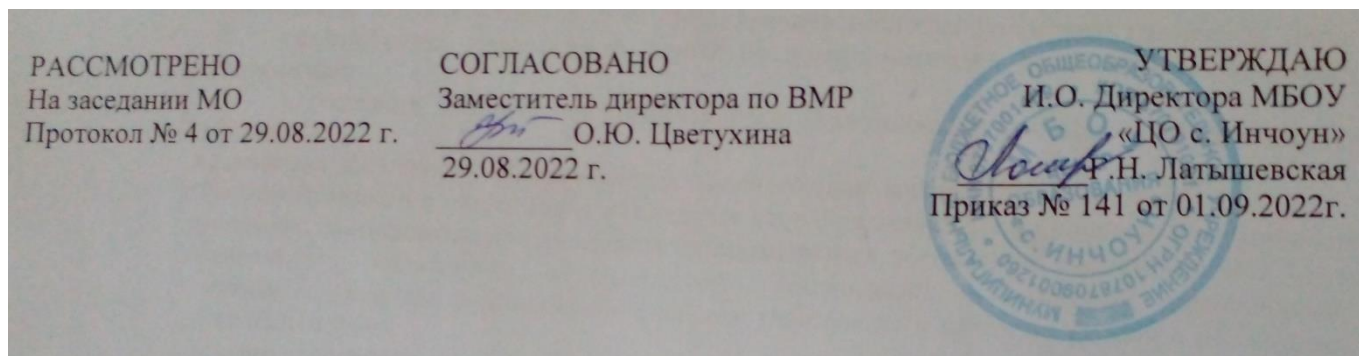 РАССМОТРЕНО
На заседании МО
Протокол № 4 от 29.08.2022 г.
СОГЛАСОВАНО
Заместитель директора по ВМР
О.Ю. Цветухина
29.08.2022 г.
УТВЕРЖДАЮ
И.О. Директора МБОУ
«ЦО с. Инчоун»
Р.Н. Латышевская
Приказ № 141 от 01.09.2022г.